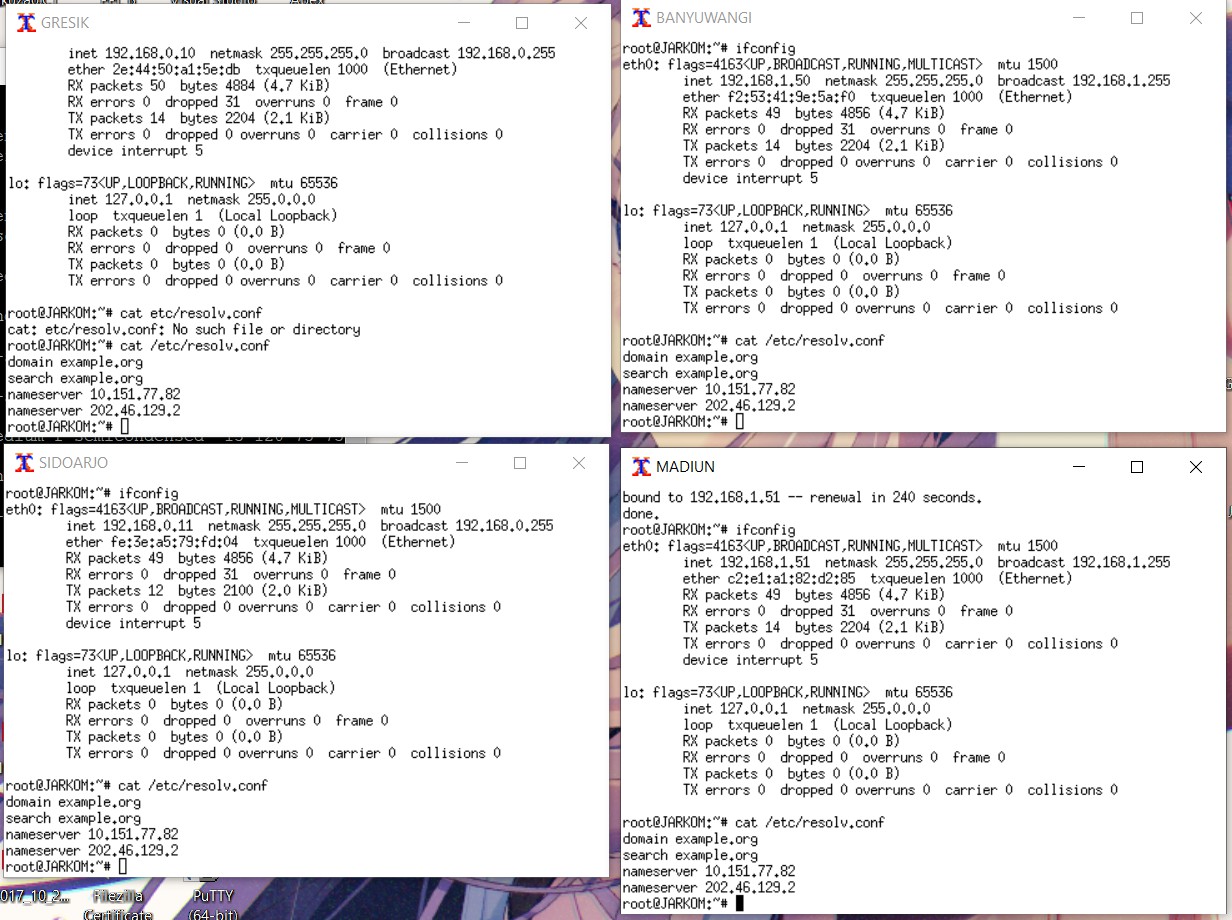 GRESIK
inet 192.168.0.10 netmask 255.255.255.0 broadcast 192.168.0.255
ether 2e:44:50:a1:5e:db txqueuelen 1000 (Ethernet)
RX packets 50 bytes 4884 (4.7 KiB)
RX errors 0 dropped 31 overruns 0 frame 0
TX packets 14 bytes 2204 (2.1 KiB)
TX errors 0 dropped 0 overruns 0 carrier 0 collisions 0
device interrupt 5
lo: flags=73<UP,LOOPBACK,RUNNING> mtu 65536
inet 127.0.0.1 netmask 255.0.0.0
loop txqueuelen 1 (Local Loopback)
RX packets 0 bytes 0 (0.0 B)
RX errors 0 dropped 0 overruns 0 frame 0
TX packets 0 bytes 0 (0.0 B)
TX errors 0 dropped 0 overruns 0 carrier 0 collisions 0
root@JARKOM:~# cat etc/resolv.conf
cat: etc/resolv.conf: No such file or directory
root@JARKOM:~# cat /etc/resolv.conf
domain example.org
search example.org
nameserver 10.151.77.82
nameserver 202.46.129.2
root@JARKOM:~#
BANYUWANGI
root@JARKOM:~# ifconfig
eth0: flags=4163<UP,BROADCAST,RUNNING,MULTICAST> mtu 1500
inet 192.168.1.50 netmask 255.255.255.0 broadcast 192.168.1.255
ether f2:53:41:9e:5a:f0 txqueuelen 1000 (Ethernet)
RX packets 49 bytes 4856 (4.7 KiB)
RX errors 0 dropped 31 overruns 0 frame 0
TX packets 14 bytes 2204 (2.1 KiB)
TX errors 0 dropped 0 overruns 0 carrier 0 collisions 0
device interrupt 5
lo: flags=73<UP,LOOPBACK,RUNNING> mtu 65536
inet 127.0.0.1 netmask 255.0.0.0
loop txqueuelen 1 (Local Loopback)
RX packets 0 bytes 0 (0.0 B)
RX errors 0 dropped 0 overruns 0 frame 0
TX packets 0 bytes 0 (0.0 B)
TX errors 0 dropped 0 overruns 0 carrier 0 collisions 0
root@JARKOM:~# cat /etc/resolv.conf
domain example.org
search example.org
nameserver 10.151.77.82
nameserver 202.46.129.2
root@JARKOM:~#
SIDOARJO
root@JARKOM:~# ifconfig
eth0: flags=4163<UP,BROADCAST,RUNNING,MULTICAST> mtu 1500
inet 192.168.0.11 netmask 255.255.255.0 broadcast 192.168.0.255
ether fe:3e:a5:79:fd:04 txqueuelen 1000 (Ethernet)
RX packets 49 bytes 4856 (4.7 KiB)
RX errors 0 dropped 31 overruns 0 frame 0
TX packets 12 bytes 2100 (2.0 KiB)
TX errors 0 dropped 0 overruns 0 carrier 0 collisions 0
device interrupt 5
lo: flags=73<UP,LOOPBACK,RUNNING> mtu 65536
inet 127.0.0.1 netmask 255.0.0.0
loop txqueuelen 1 (Local Loopback)
RX packets 0 bytes 0 (0.0 B)
RX errors 0 dropped 0 overruns 0 frame 0
TX packets 0 bytes 0 (0.0 B)
TX errors 0 dropped 0 overruns 0 carrier 0 collisions 0
root@JARKOM:~# cat /etc/resolv.conf
domain example.org
search example.org
nameserver 10.151.77.82
nameserver 202.46.129.2
root@JARKOM:~#
MADIUN
bound to 192.168.1.51 -- renewal in 240 seconds.
done.
root@JARKOM:~# ifconfig
eth0: flags=4163<UP,BROADCAST,RUNNING,MULTICAST> mtu 1500
inet 192.168.1.51 netmask 255.255.255.0 broadcast 192.168.1.255
ether c2:e1:a1:82:d2:85 txqueuelen 1000 (Ethernet)
RX packets 49 bytes 4856 (4.7 KiB)
RX errors 0 dropped 31 overruns 0 frame 0
TX packets 14 bytes 2204 (2.1 KiB)
TX errors 0 dropped 0 overruns 0 carrier 0 collisions 0
device interrupt 5
lo: flags=73<UP,LOOPBACK,RUNNING> mtu 65536
inet 127.0.0.1 netmask 255.0.0.0
loop txqueuelen 1 (Local Loopback)
RX packets 0 bytes 0 (0.0 B)
RX errors 0 dropped 0 overruns 0 frame 0
TX packets 0 bytes 0 (0.0 B)
TX errors 0 dropped 0 overruns 0 carrier 0 collisions 0
root@JARKOM:~# cat /etc/resolv.conf
domain example.org
search example.org
nameserver 10.151.77.82
nameserver 202.46.129.2
root@JARKOM:~#
017_10_2... Filezilla PuTTY
Certificate (64-bit)